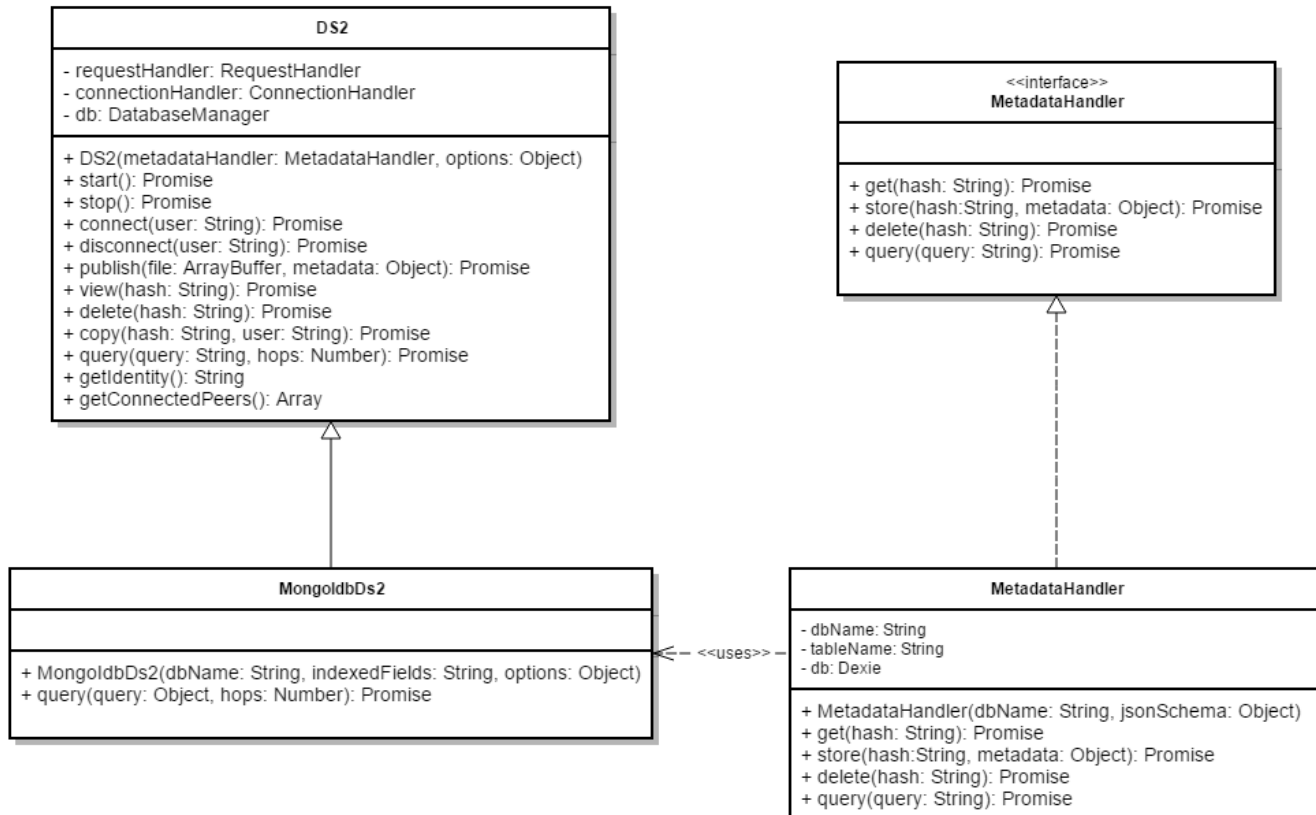 DS2
- requestHandler: RequestHandler
- connectionHandler: ConnectionHandler
- db: DatabaseManager
+ DS2(metadataHandler: MetadataHandler, options: Object)
+ start(): Promise
+ stop(): Promise
+ connect(user: String): Promise
+ disconnect(user: String): Promise
+ publish(file: ArrayBuffer, metadata: Object): Promise
+ view(hash: String): Promise
+ delete(hash: String): Promise
+ copy(hash: String, user: String): Promise
+ query(query: String, hops: Number): Promise
+ getIdentity(): String
+ getConnectedPeers(): Array
<<interface>>
MetadataHandler
+ get(hash: String): Promise
+ store(hash:String, metadata: Object): Promise
+ delete(hash: String): Promise
+ query(query: String): Promise
MongoIdbDs2
+ MongoIdbDs2(dbName: String, indexedFields: String, options: Object)
+ query(query: Object, hops: Number): Promise
<<uses>>
MetadataHandler
- dbName: String
- tableName: String
- db: Dexie
+ MetadataHandler(dbName: String, jsonSchema: Object)
+ get(hash: String): Promise
+ store(hash:String, metadata: Object): Promise
+ delete(hash: String): Promise
+ query(query: String): Promise